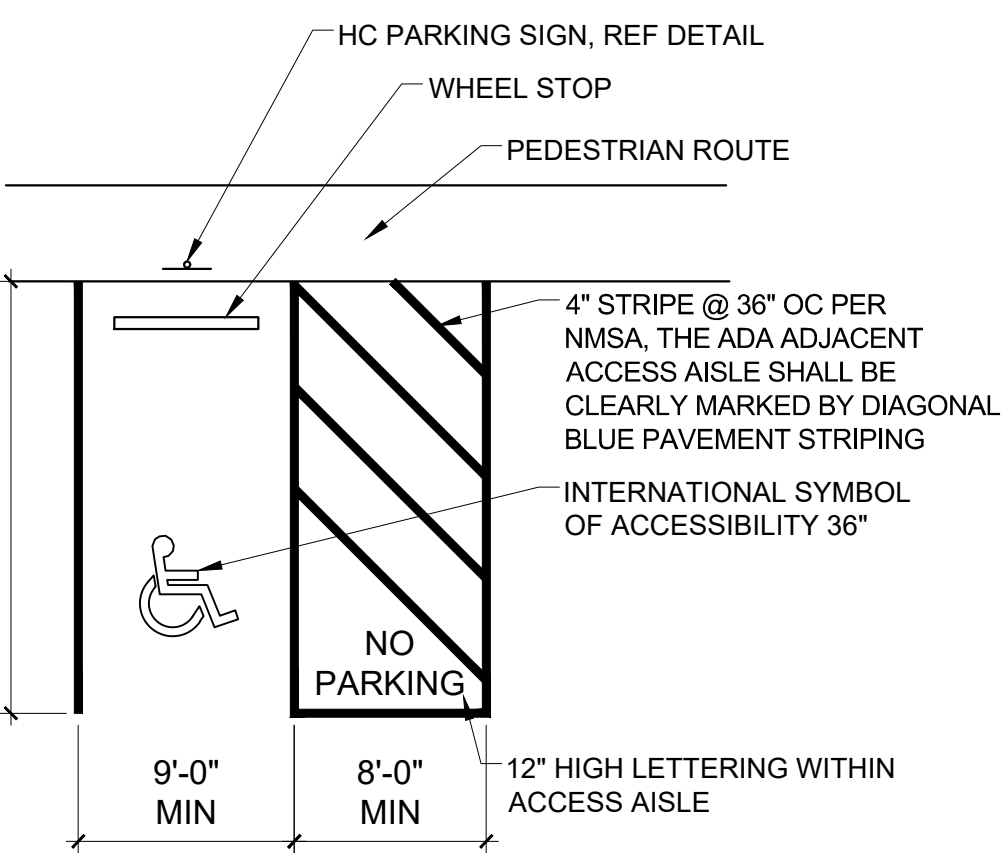 HC PARKING SIGN, REF DETAIL
WHEEL STOP
PEDESTRIAN ROUTE
4" STRIPE @ 36" OC PER
NMSA, THE ADA ADJACENT
ACCESS AISLE SHALL BE
CLEARLY MARKED BY DIAGONAL
BLUE PAVEMENT STRIPING
INTERNATIONAL SYMBOL
OF ACCESSIBILITY 36"
NO
PARKING
12" HIGH LETTERING WITHIN
ACCESS AISLE
9'-0"
MIN
8'-0"
MIN